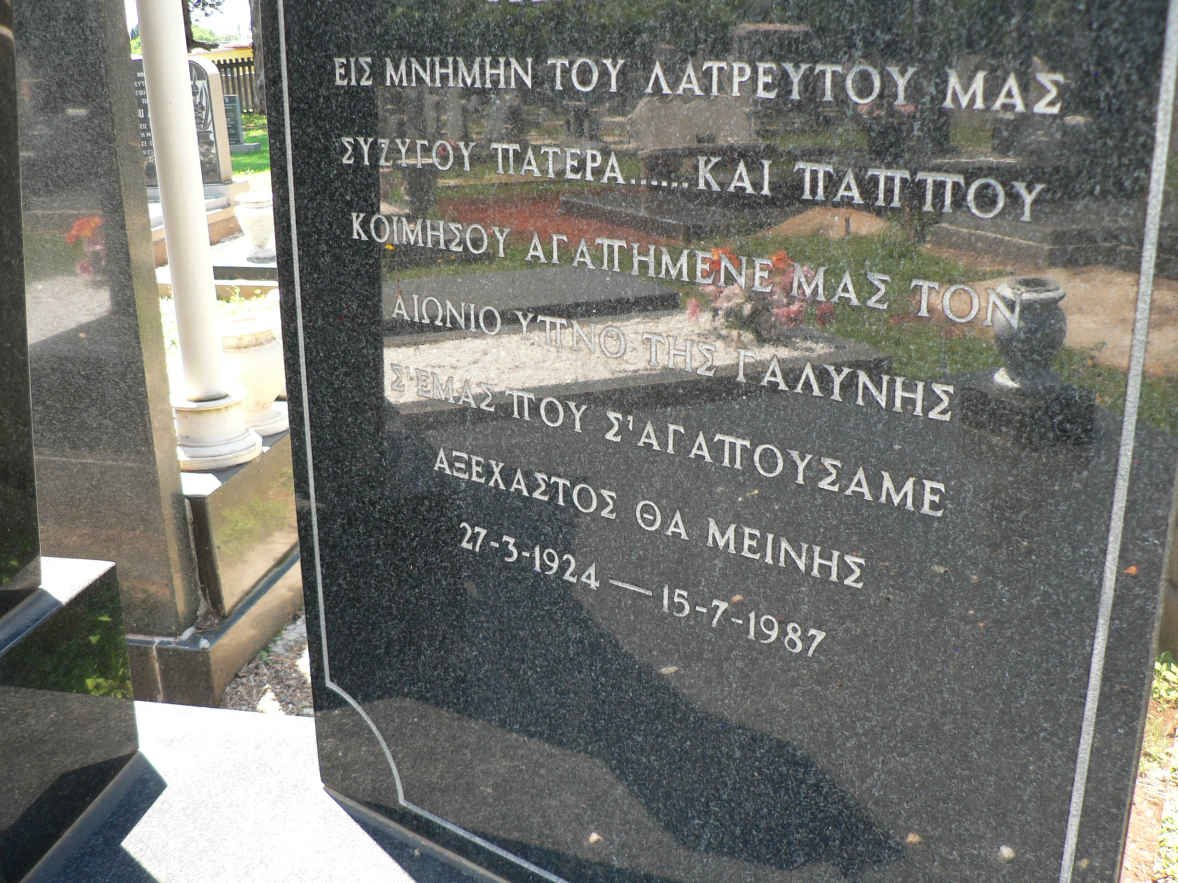 ΕΙΣ ΜΝΗΜΗΝ ΤΟΥ ΛΑΤΡΕΥΤΟΥ ΜΑΣ
ΣΥΖΥΓΟΥ ΠΑΤΕΡΑ....... ΚΑΙ ΠΑΠΠΟΥ
ΚΟΙΜΗΣΟΥ ΑΓΑΠΗΜΕΝΕ ΜΑΣ ΤΟΝ
ΑΙΩΝΙΟ ΥΠΝΟ ΤΗΣ ΓΑΛΥΝΗΣ
Σ'ΕΜΑΣ ΠΟΥ Σ'ΑΓΑΠΟΥΣΑΜΕ
ΑΞΕΧΑΣΤΟΣ ΘΑ ΜΕΙΝΗΣ
27-3-1924 — 15-7-1987